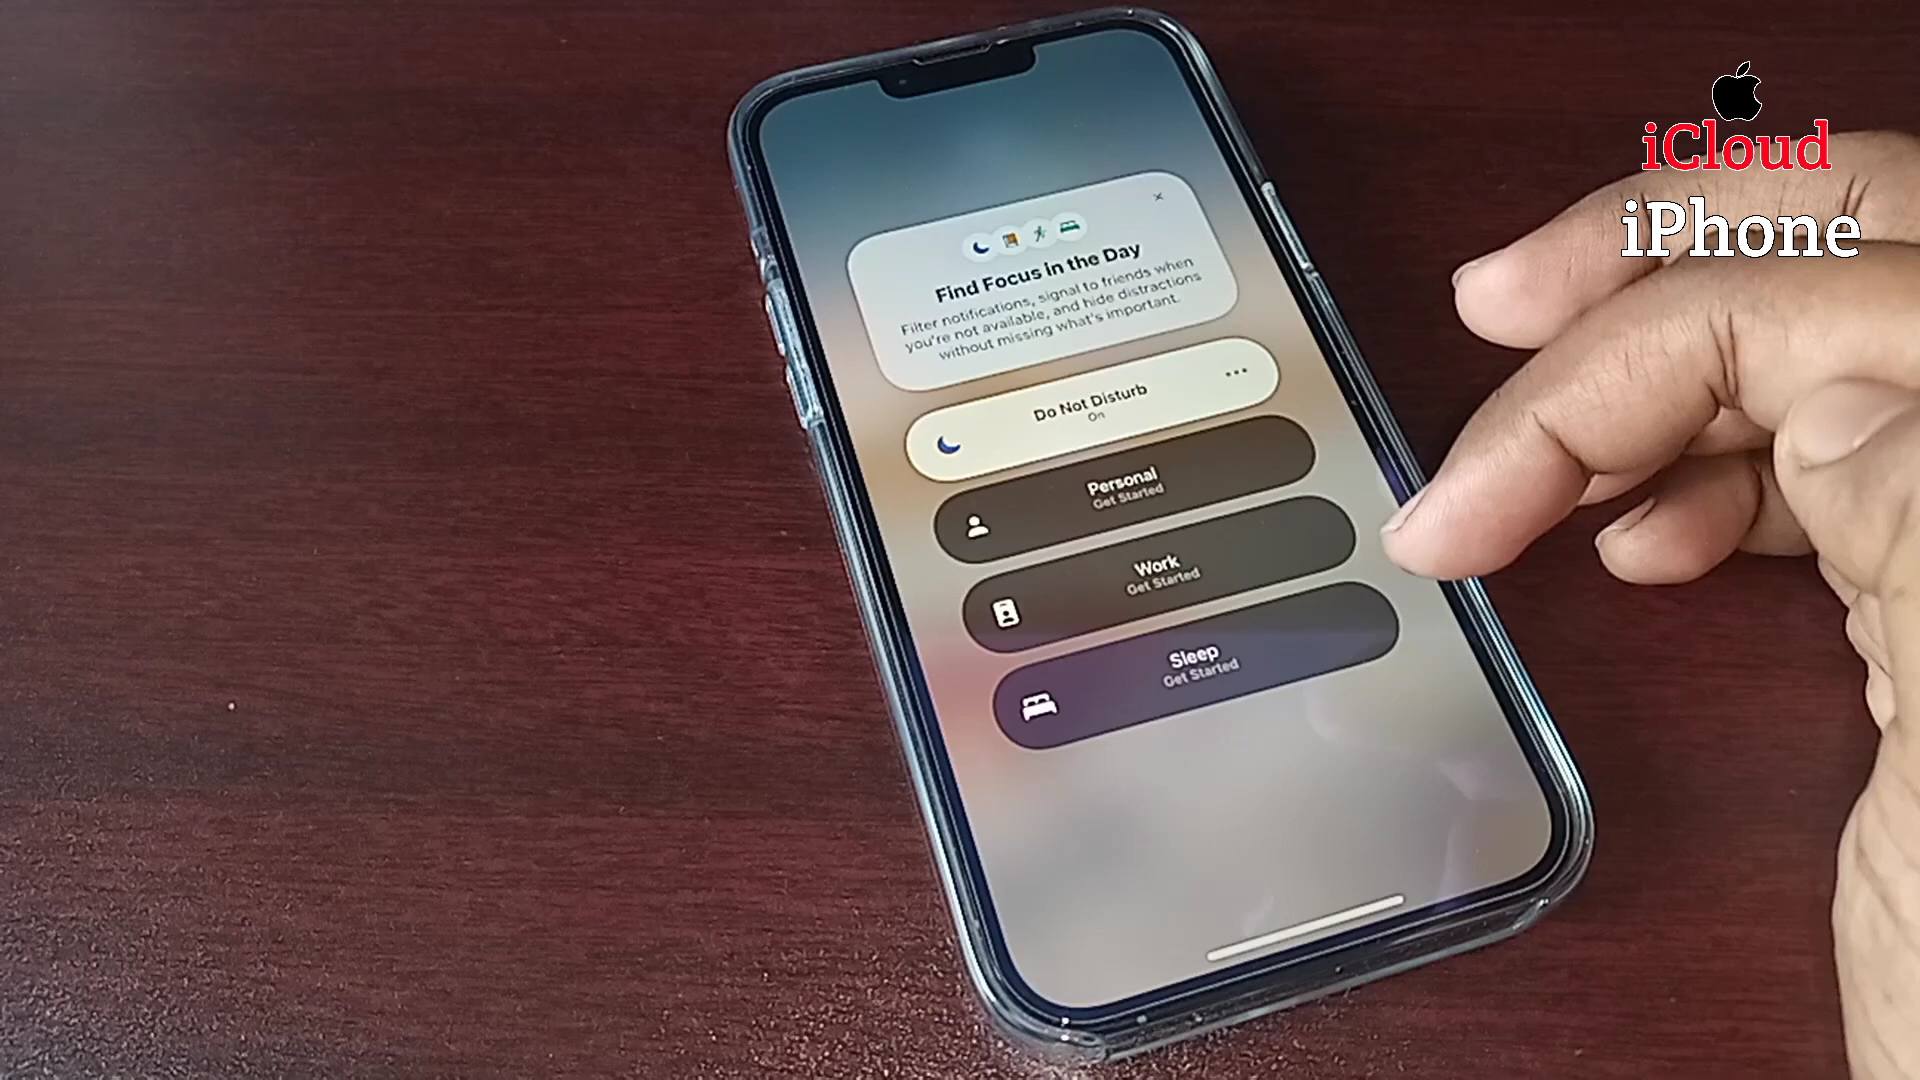 iCloud
iPhone
Find Focus in the Day
Filter notifications, signal to friends when
you're not available, and hide distractions
without missing what's important.
Do Not Disturb
On
Personal
Get Started
Work
Get Started
Sleep
Get Started